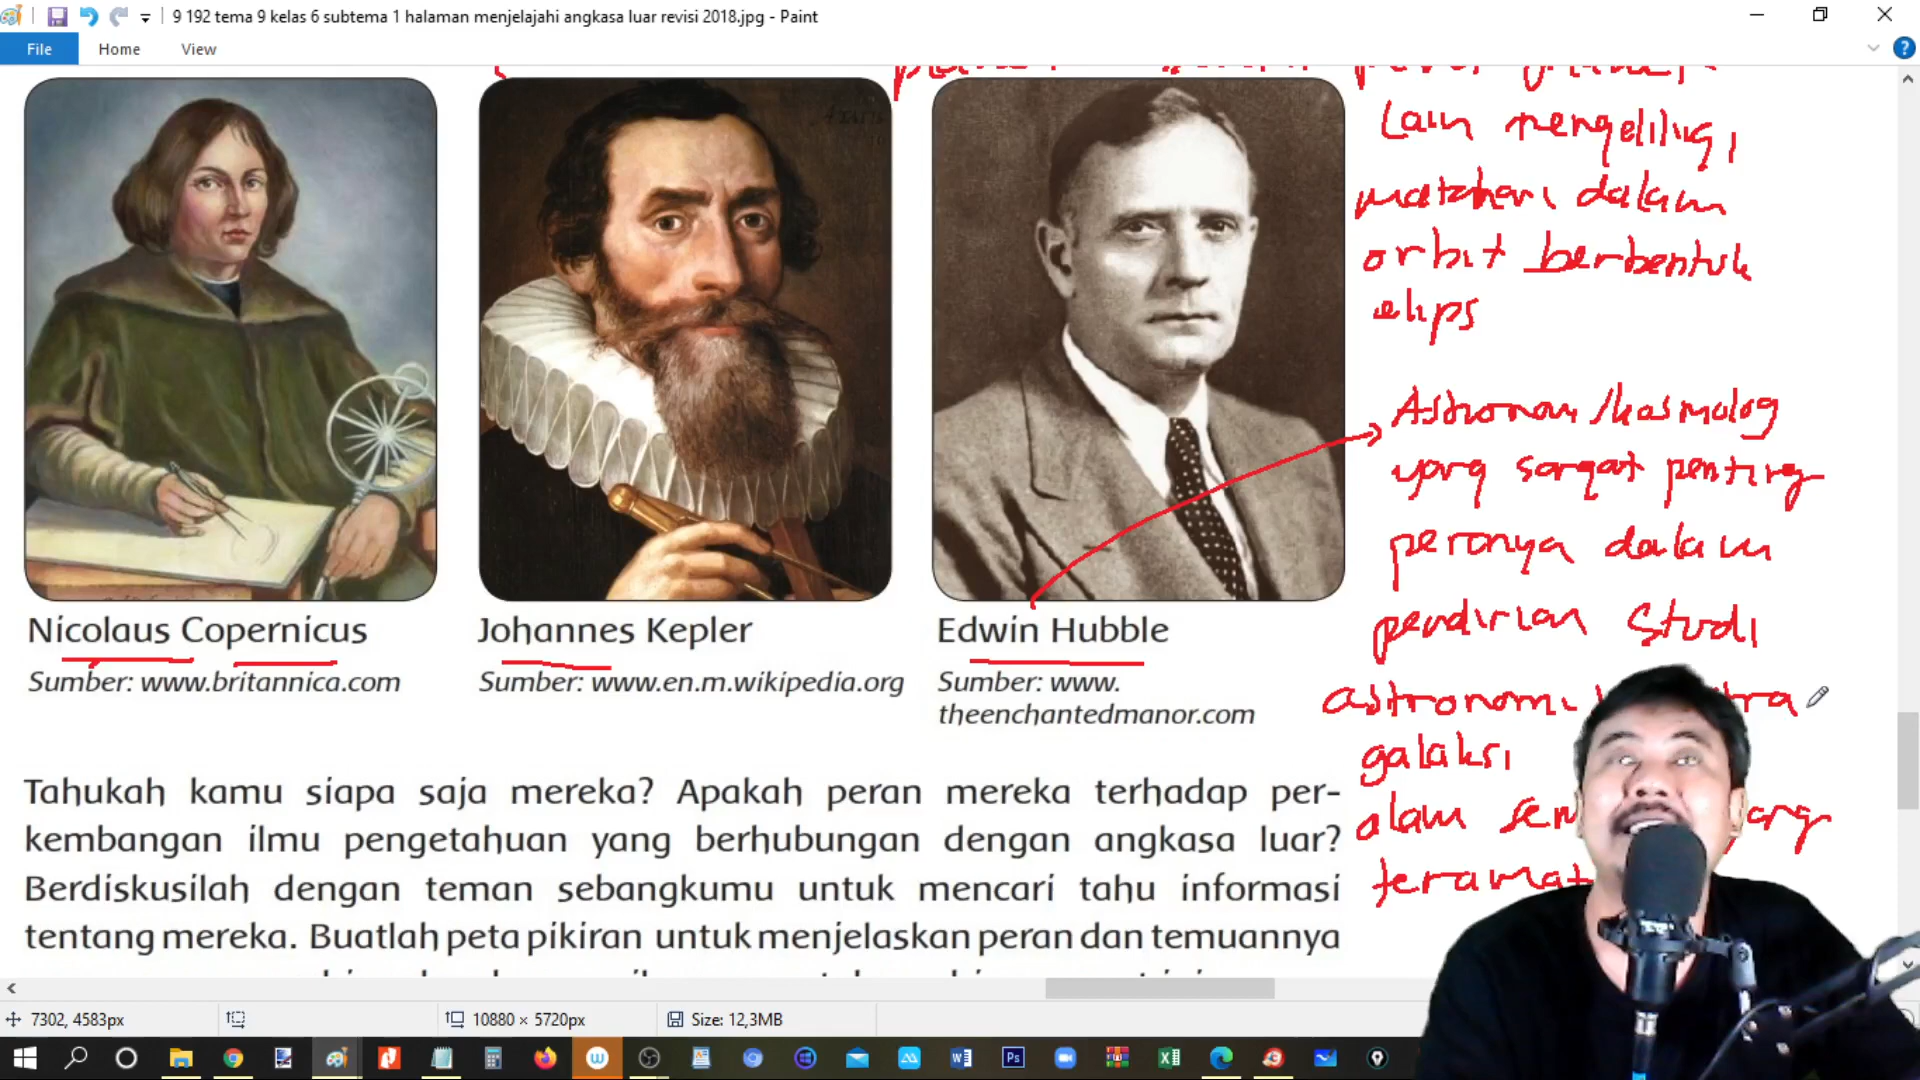 9 192 tema 9 kelas 6 subtema 1 halaman menjelajahi angkasa luar revisi 2018.jpg - Paint
File Home View
Lain mengelilingi
matahari dalam
orbit berbentuk
elips
Astronom / kosmolog
yang sangat penting
peranya dalam
pendirian Studi
astronomi
galaksi
alam
Nicolaus Copernicus
Sumber: www.britannica.com
Johannes Kepler
Sumber: www.en.m.wikipedia.org
Edwin Hubble
Sumber: www.
theenchantedmanor.com
Tahukah kamu siapa saja mereka? Apakah peran mereka terhadap per-
kembangan ilmu pengetahuan yang berhubungan dengan angkasa luar?
Berdiskusilah dengan teman sebangkumu untuk mencari tahu informasi
tentang mereka. Buatlah peta pikiran untuk menjelaskan peran dan temuannya
7302, 4583px
10880 × 5720px
Size: 12,3MB